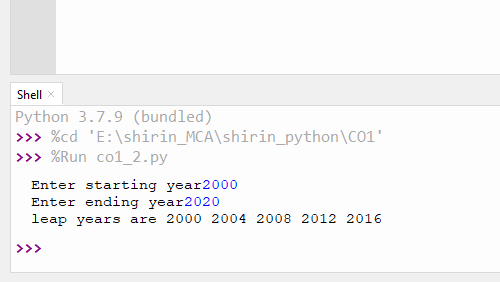 Shell
Python 3.7.9 (bundled)
>>> %cd 'E:\shirin_MCA\shirin_python\CO1'
>>> %Run co1_2.py
Enter starting year2000
Enter ending year2020
leap years are 2000 2004 2008 2012 2016
>>>